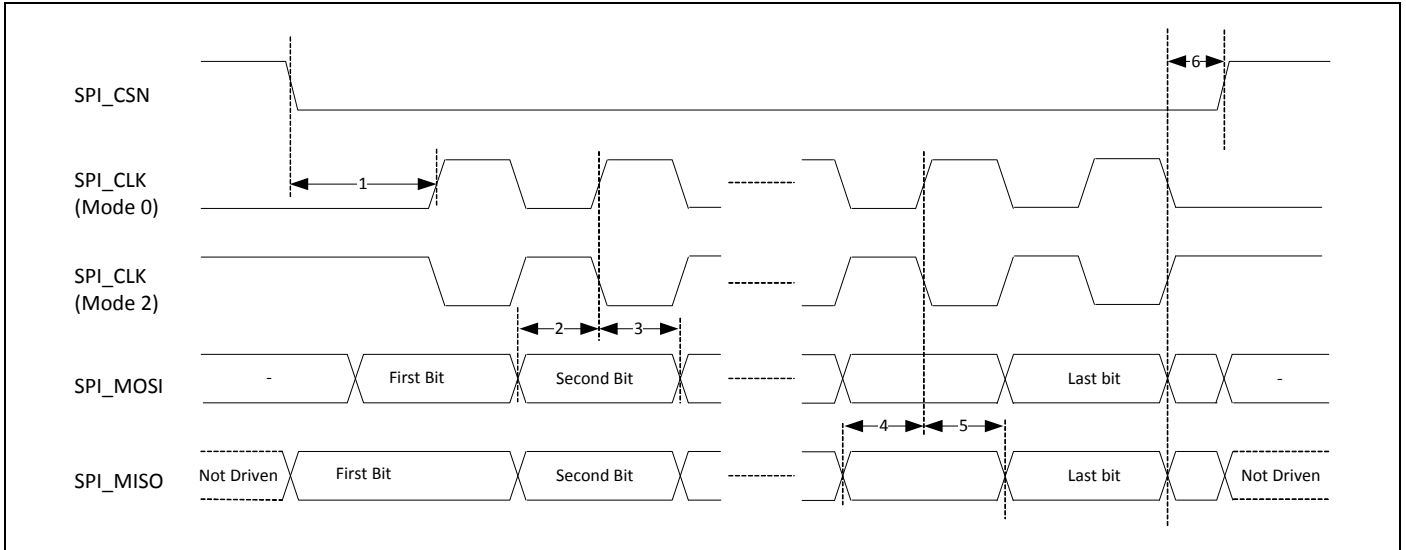 6
SPI_CSN
SPI_CLK
(Mode 0)
1
SPI_CLK
(Mode 2)
2 3
SPI_MOSI - First Bit Second Bit Last bit -
4 5
SPI_MISO Not Driven First Bit Second Bit Last bit Not Driven